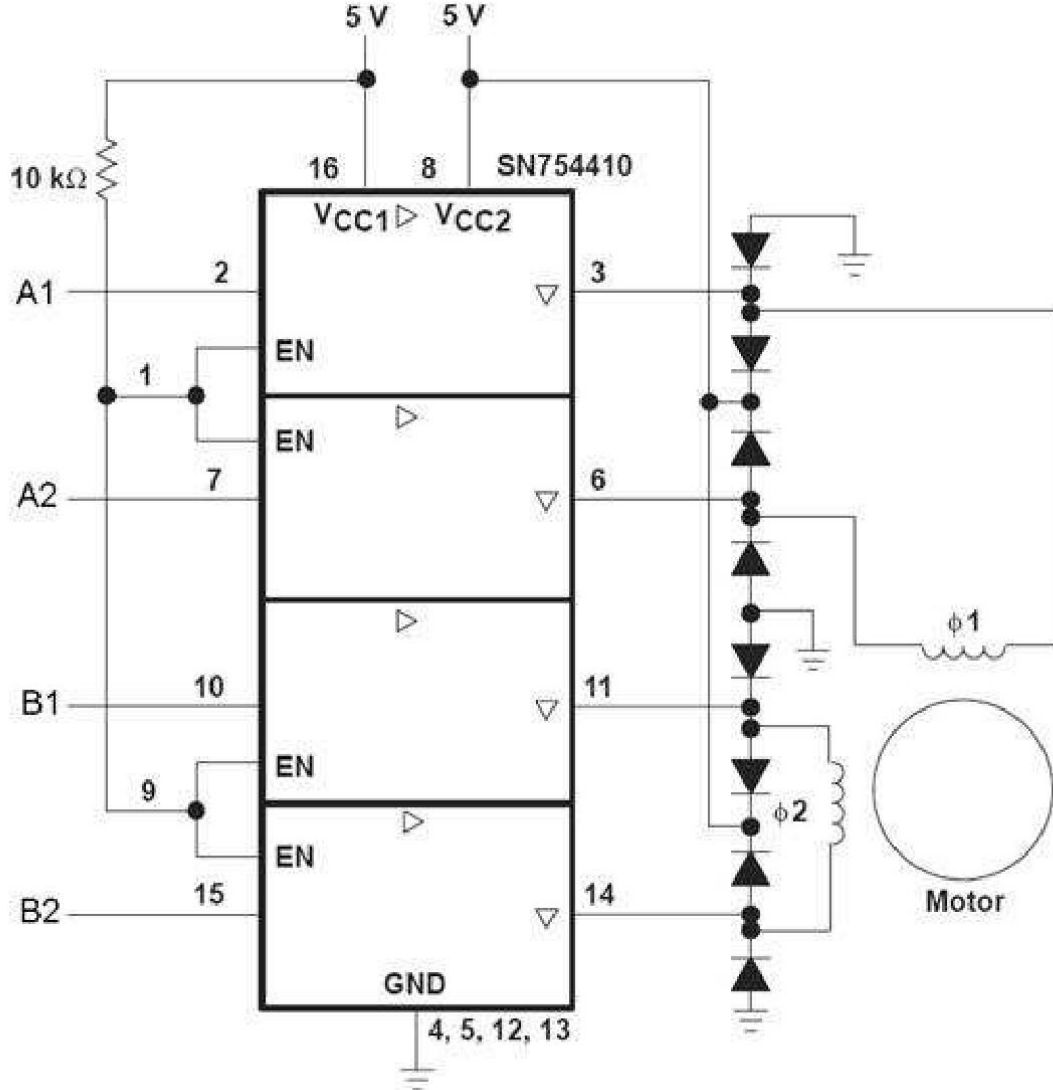 5 V 5 V
10 kΩ
16 8 SN754410
VCC1 VCC2
A1 2 3
EN
1
EN
A2 7 6
ϕ1
B1 10 11
EN
9
ϕ2
EN
B2 15 14
Motor
GND
4, 5, 12, 13